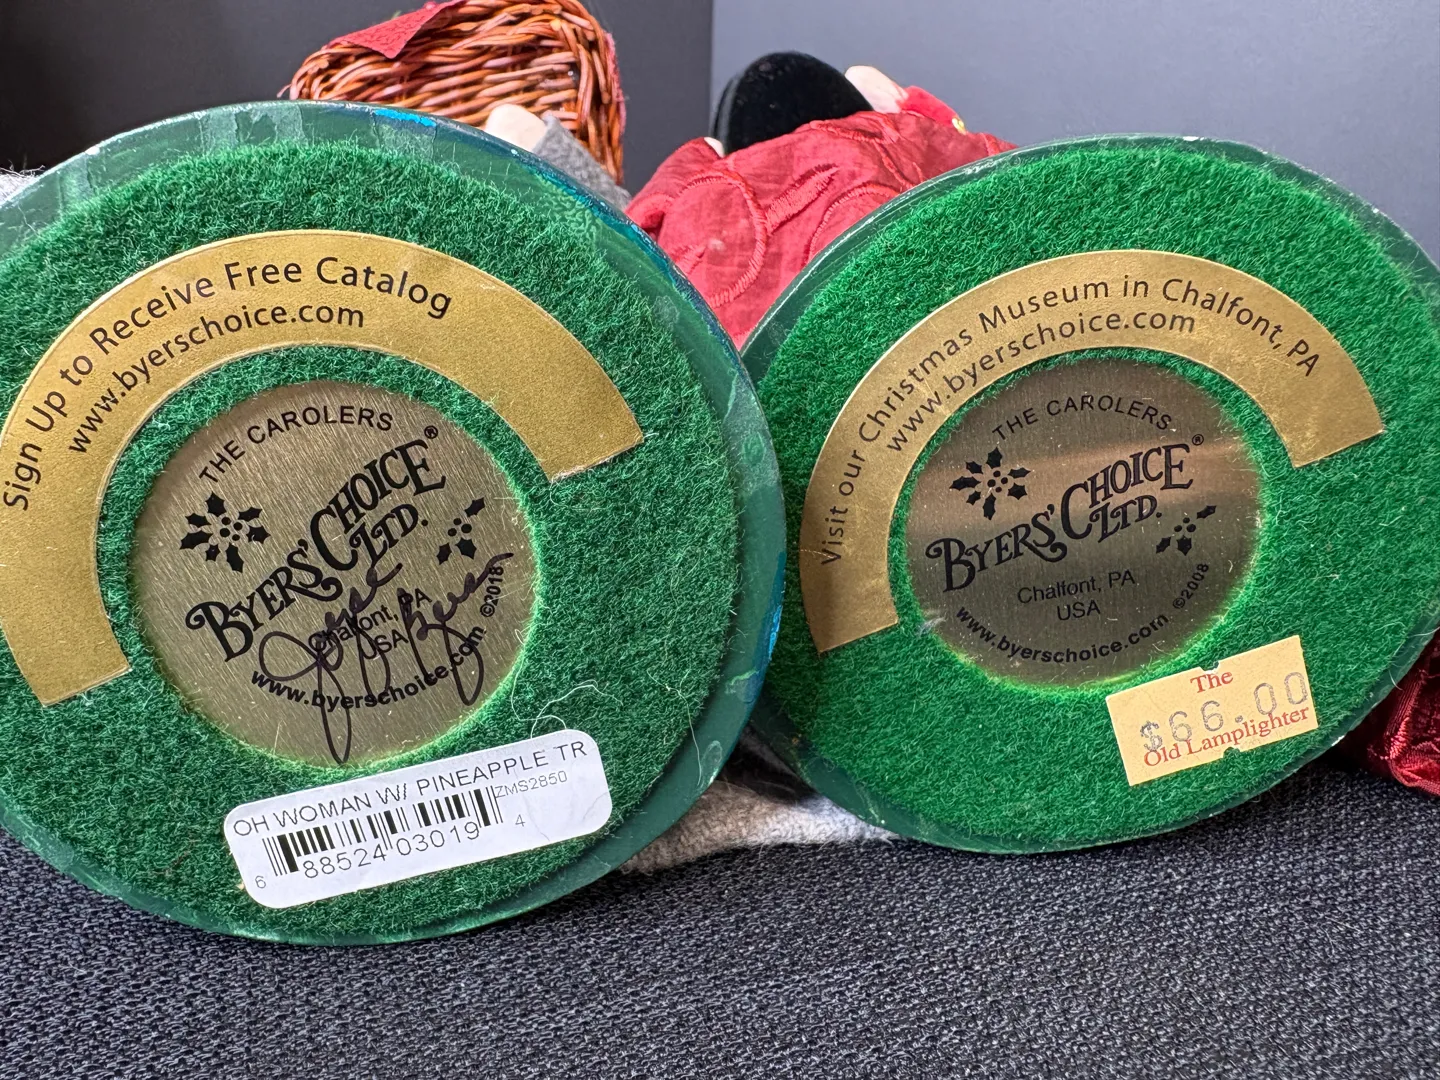 Sign Up to Receive Free Catalog
www.byerschoice.com
THE CAROLERS
BYERS' CHOICE®
LTD.
Chalfont, PA
USA
www.byerschoice.com ©2018
Joyce Byers
OH WOMAN W/ PINEAPPLE TR
ZMS2850
6 88524 03019 4
Visit our Christmas Museum in Chalfont, PA
www.byerschoice.com
THE CAROLERS
BYERS' CHOICE®
LTD.
Chalfont, PA
USA
www.byerschoice.com ©2008
The
$66.00
Old Lamplighter